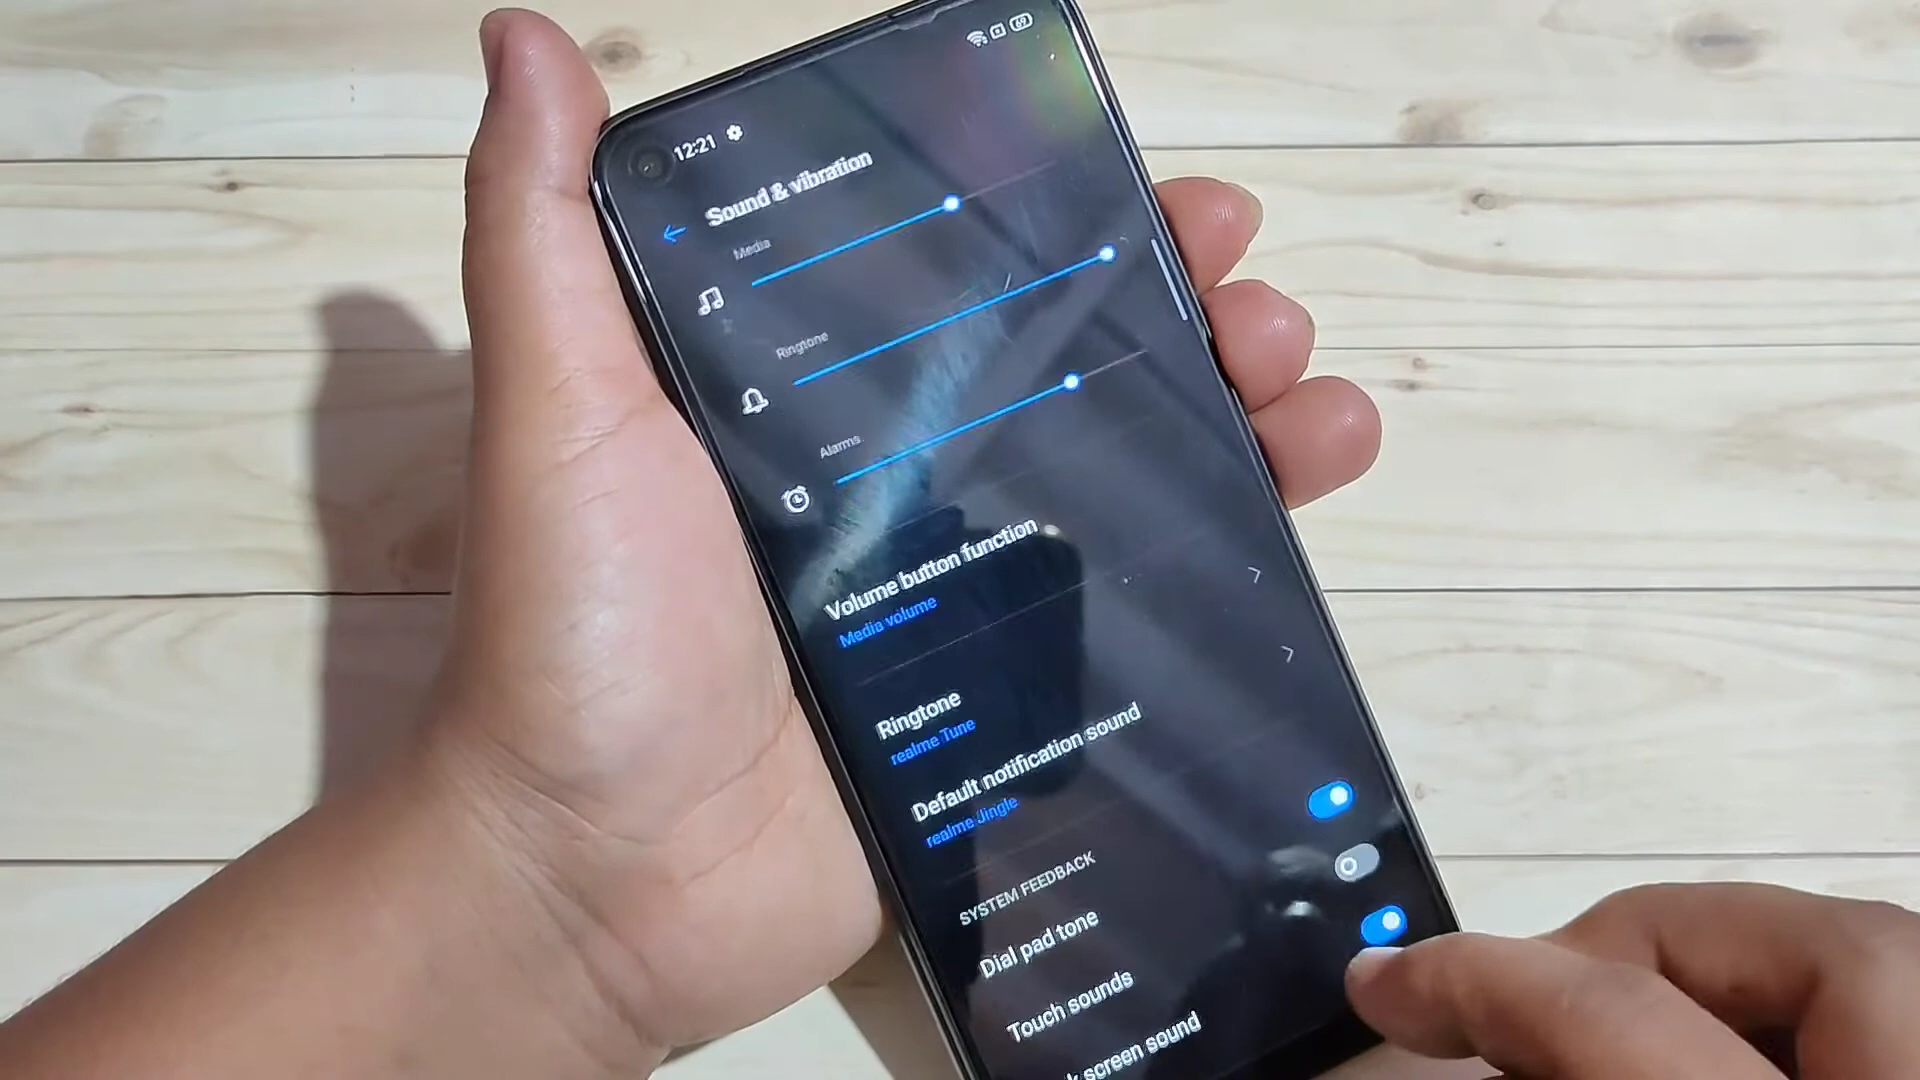 12:21
69
Sound & vibration
Media
Ringtone
Alarms
Volume button function
Media volume
Ringtone
realme Tune
Default notification sound
realme Jingle
SYSTEM FEEDBACK
Dial pad tone
Touch sounds
screen sound